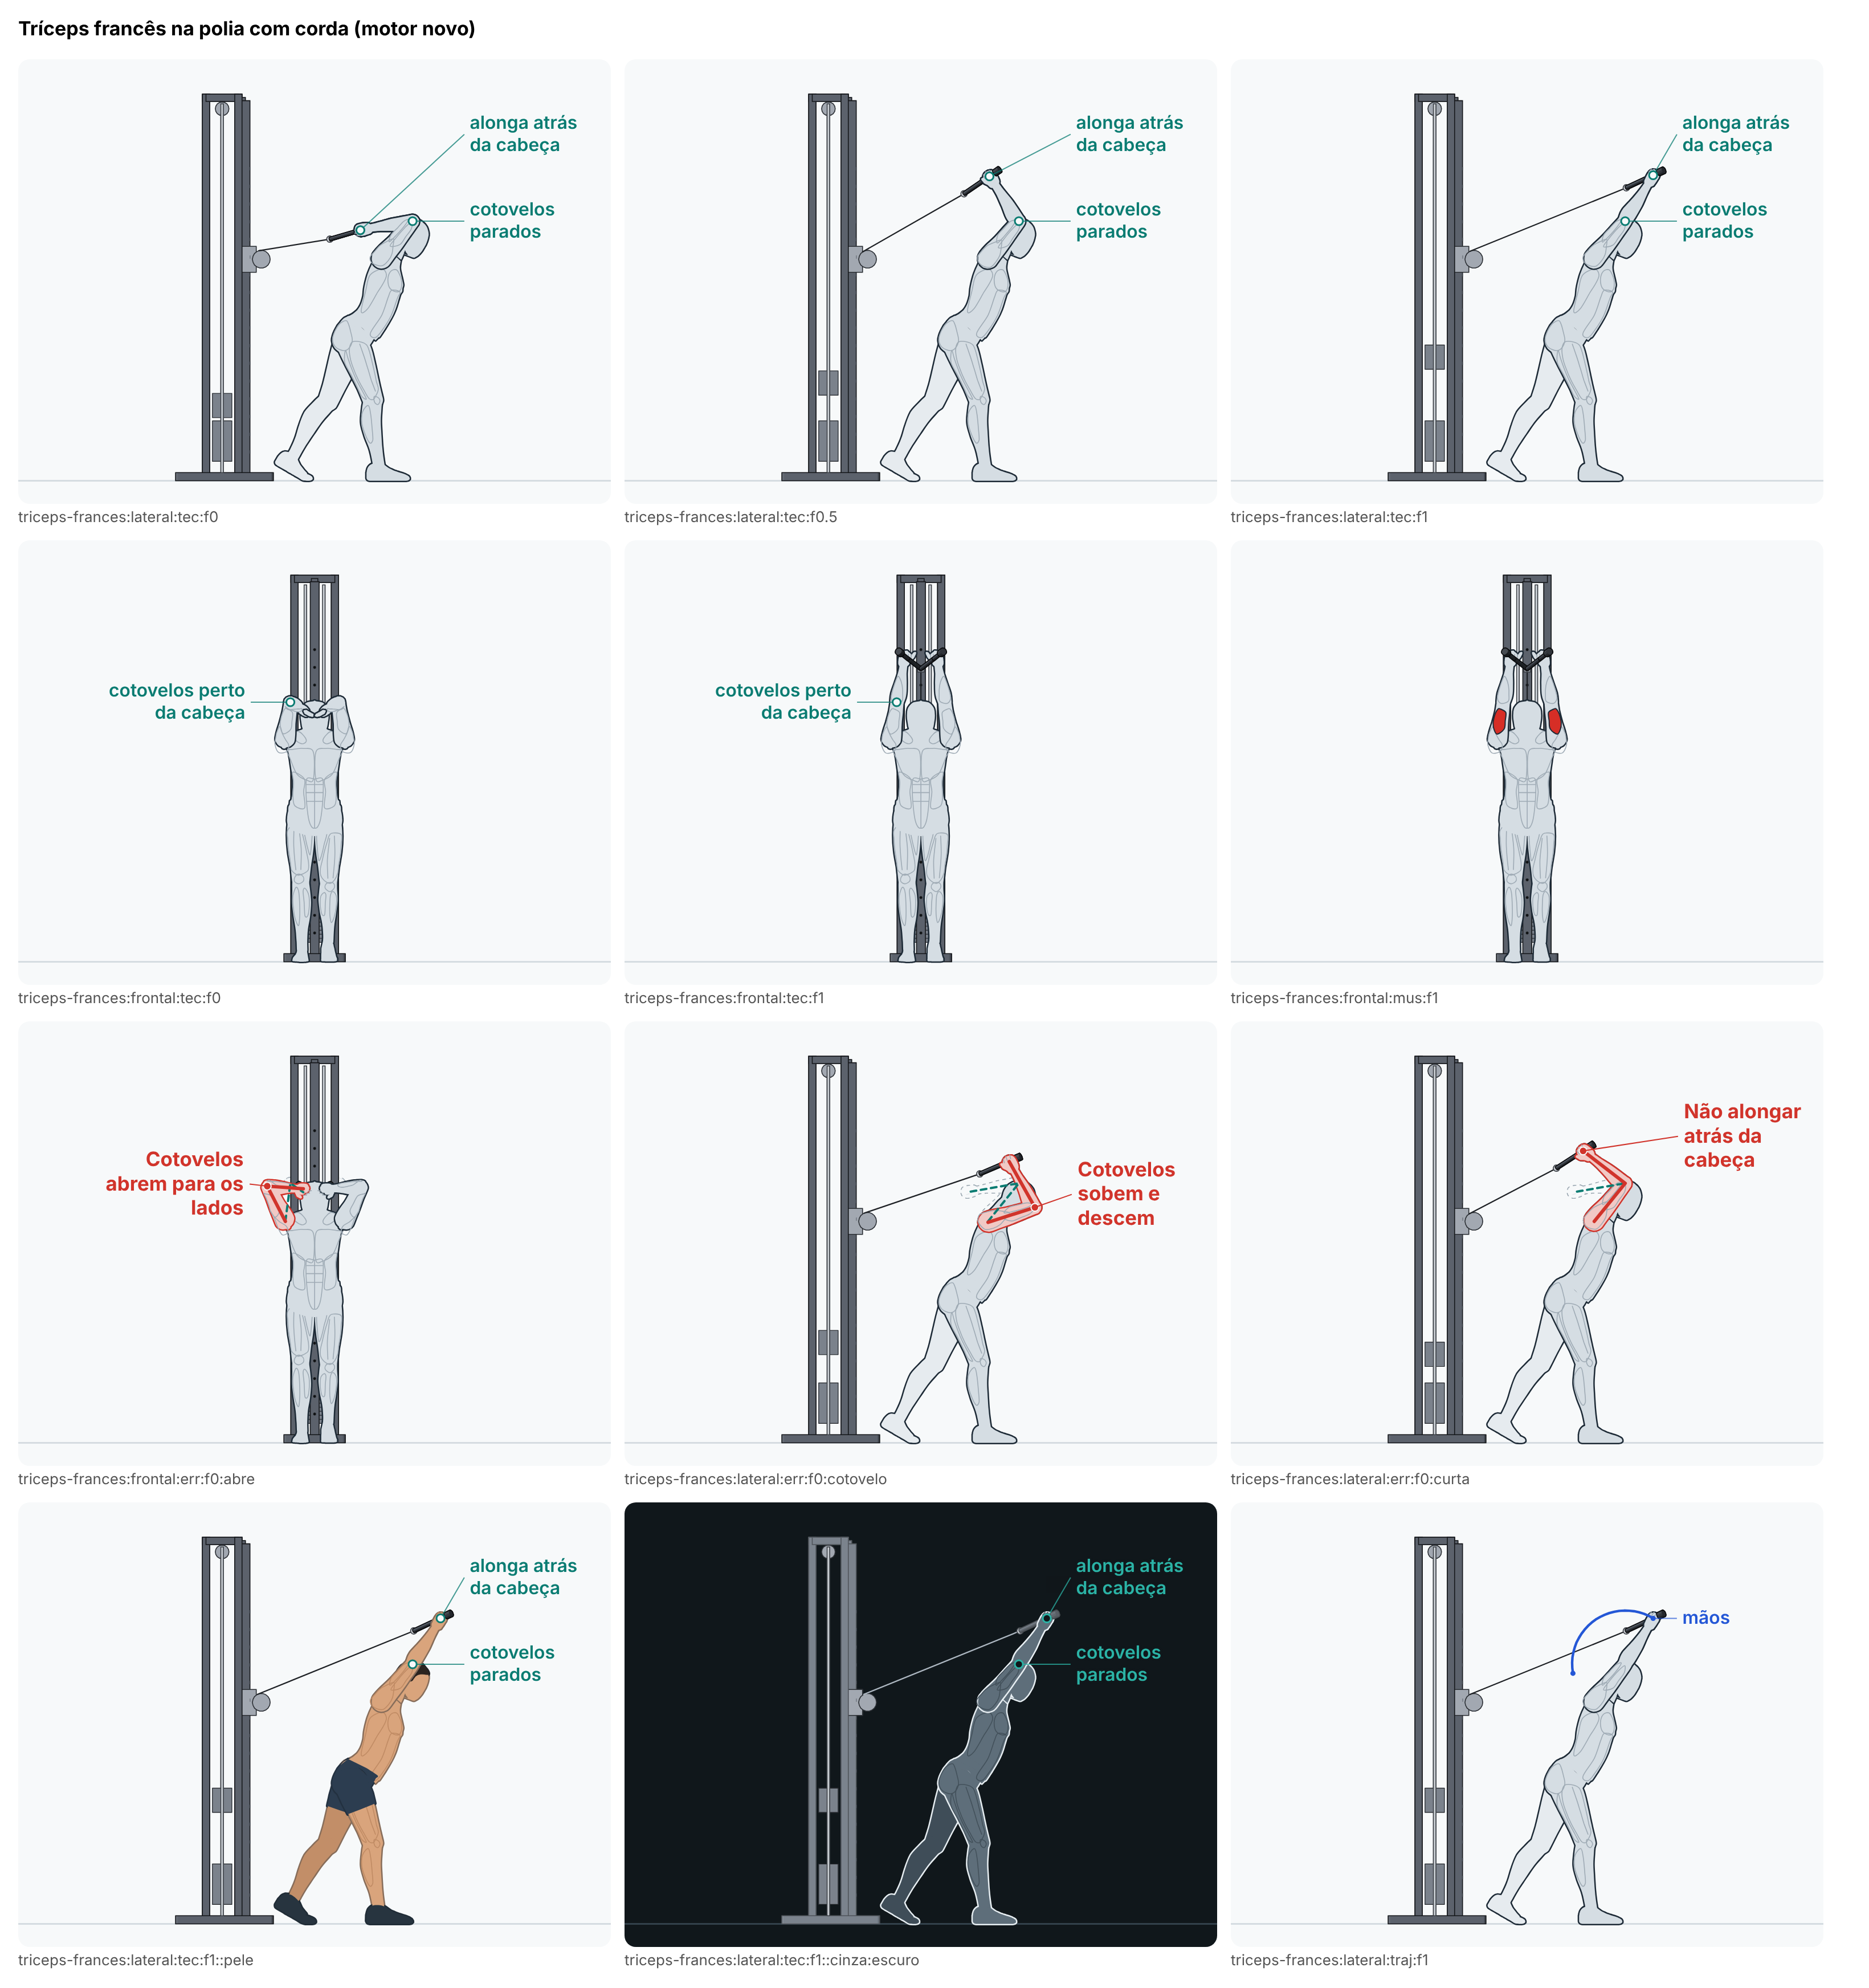 Tríceps francês na polia com corda (motor novo)
alonga atrás
da cabeça
cotovelos
parados
triceps-frances:lateral:tec:f0
alonga atrás
da cabeça
cotovelos
parados
triceps-frances:lateral:tec:f0.5
alonga atrás
da cabeça
cotovelos
parados
triceps-frances:lateral:tec:f1
cotovelos perto
da cabeça
triceps-frances:frontal:tec:f0
cotovelos perto
da cabeça
triceps-frances:frontal:tec:f1
triceps-frances:frontal:mus:f1
Cotovelos
abrem para os
lados
triceps-frances:frontal:err:f0:abre
Cotovelos
sobem e
descem
triceps-frances:lateral:err:f0:cotovelo
Não alongar
atrás da
cabeça
triceps-frances:lateral:err:f0:curta
alonga atrás
da cabeça
cotovelos
parados
triceps-frances:lateral:tec:f1::pele
alonga atrás
da cabeça
cotovelos
parados
triceps-frances:lateral:tec:f1::cinza:escuro
mãos
triceps-frances:lateral:traj:f1